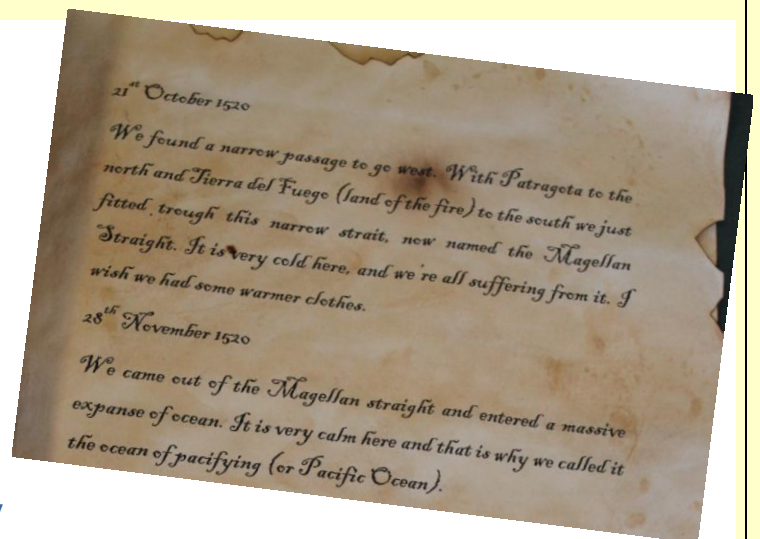 21st October 1520
We found a narrow passage to go west. With Patragota to the
north and Tierra del Fuego (land of the fire) to the south we just
fitted trough this narrow strait, now named the Magellan
Straight. It is very cold here, and we're all suffering from it. I
wish we had some warmer clothes.
28th November 1520
We came out of the Magellan straight and entered a massive
expanse of ocean. It is very calm here and that is why we called it
the ocean of pacifying (or Pacific Ocean).